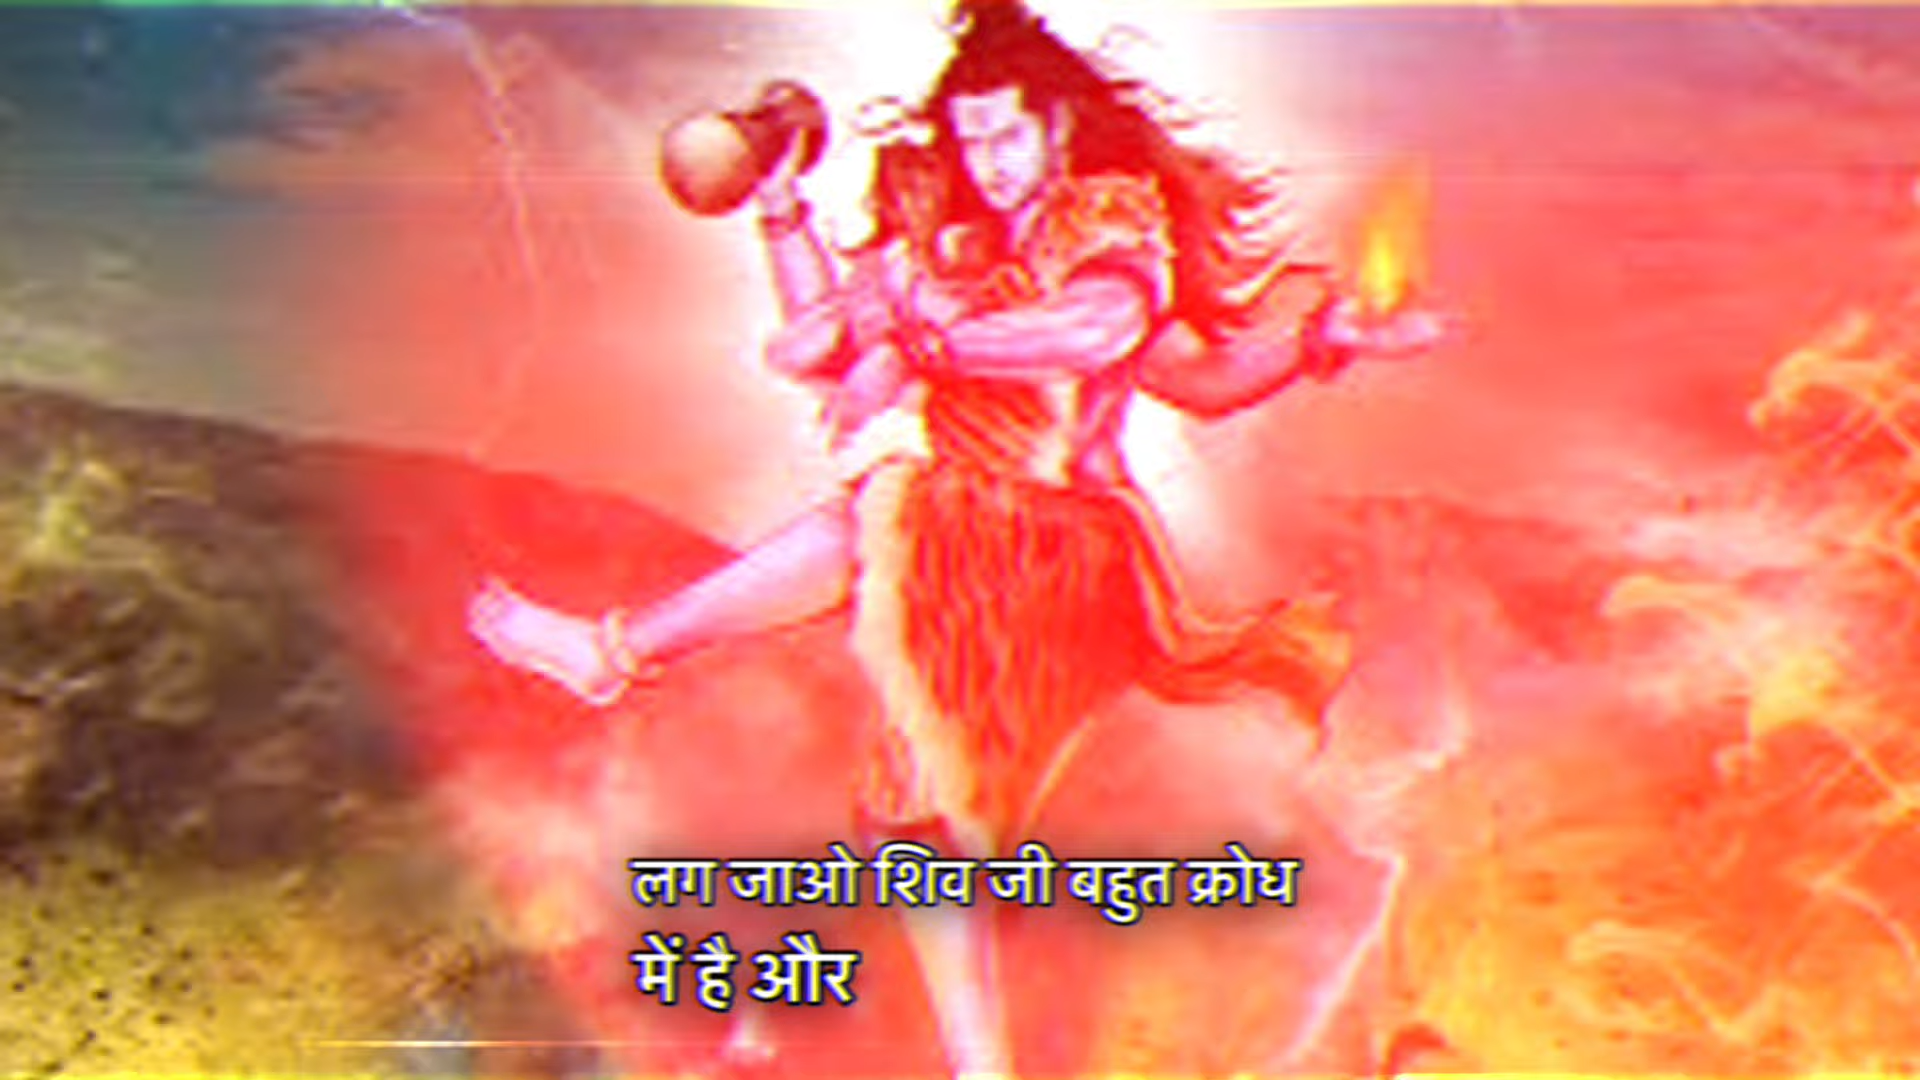 लग जाओ शिव जी बहुत क्रोध
में है और